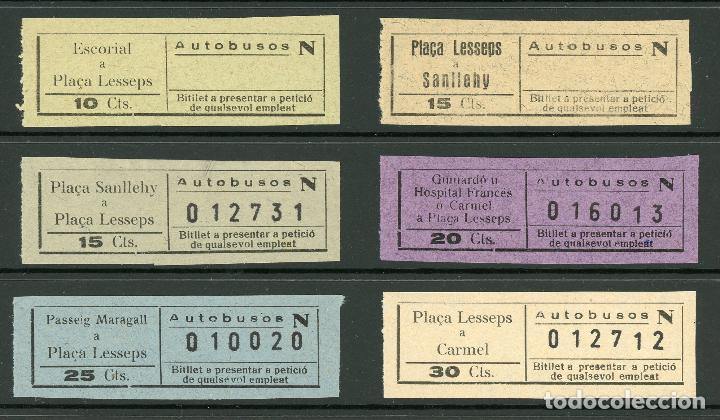 Escorial
a
Plaça Lesseps
10 Cts.
Autobusos N
Bitllet a presentar a petició
de qualsevol empleat
Plaça Lesseps
a
Sanllehy
15 Cts.
Autobusos N
Bitllet a presentar a petició
de qualsevol empleat
Plaça Sanllehy
a
Plaça Lesseps
15 Cts.
Autobusos N
012731
Bitllet a presentar a petició
de qualsevol empleat
Guinardó o
Hospital Francés
o Carmel
a Plaça Lesseps
20 Cts.
Autobusos N
016013
Bitllet a presentar a petició
de qualsevol empleat
Passeig Maragall
a
Plaça Lesseps
25 Cts.
Autobusos N
010020
Bitllet a presentar a petició
de qualsevol empleat
Plaça Lesseps
a
Carmel
30 Cts.
Autobusos N
012712
Bitllet a presentar a petició
de qualsevol empleat
todocoleccion.net